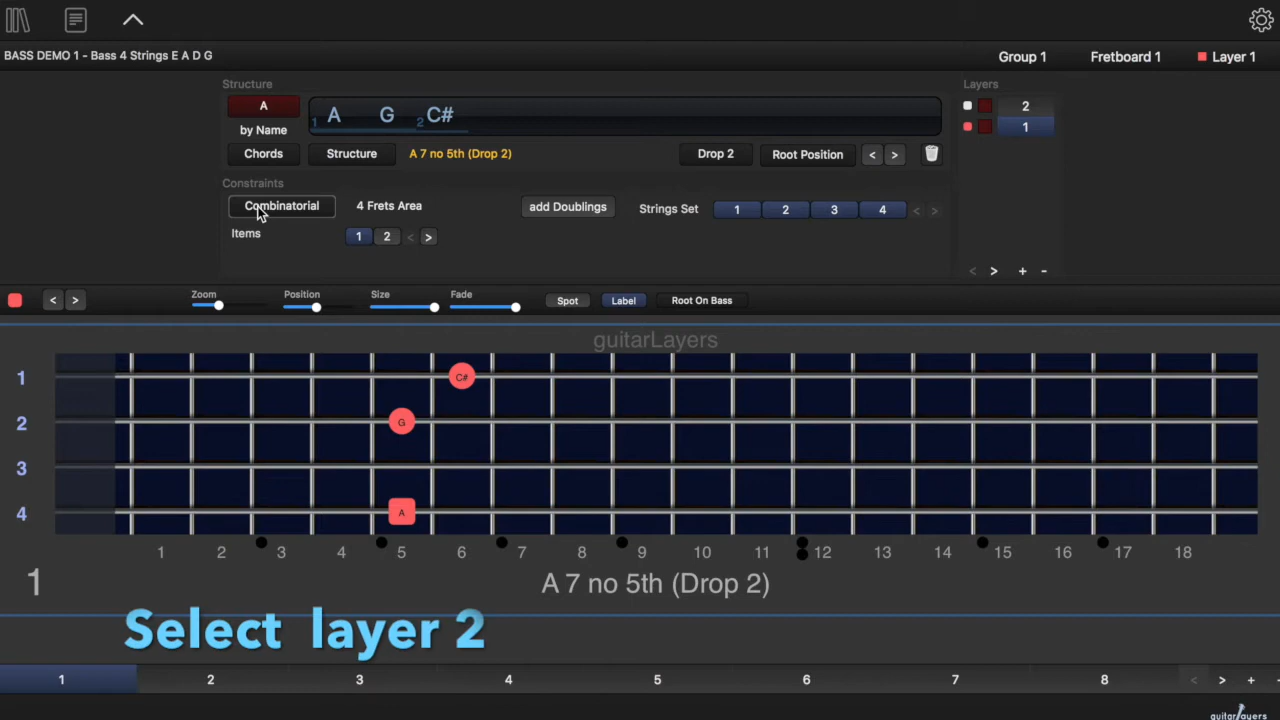 BASS DEMO 1 - Bass 4 Strings E A D G
Group 1 Fretboard 1 Layer 1
Structure Layers
A 1 A G 2 C# 2
by Name 1
Chords Structure A 7 no 5th (Drop 2) Drop 2 Root Position < >
Constraints
Combinatorial 4 Frets Area add Doublings Strings Set 1 2 3 4 < >
Items 1 2 < >
< > + -
< > Zoom Position Size Fade Spot Label Root On Bass
guitarLayers
1 C#
2 G
3
4 A
1 2 3 4 5 6 7 8 9 10 11 12 13 14 15 16 17 18
1 A 7 no 5th (Drop 2)
Select layer 2
1 2 3 4 5 6 7 8 < > + -
guitarLayers